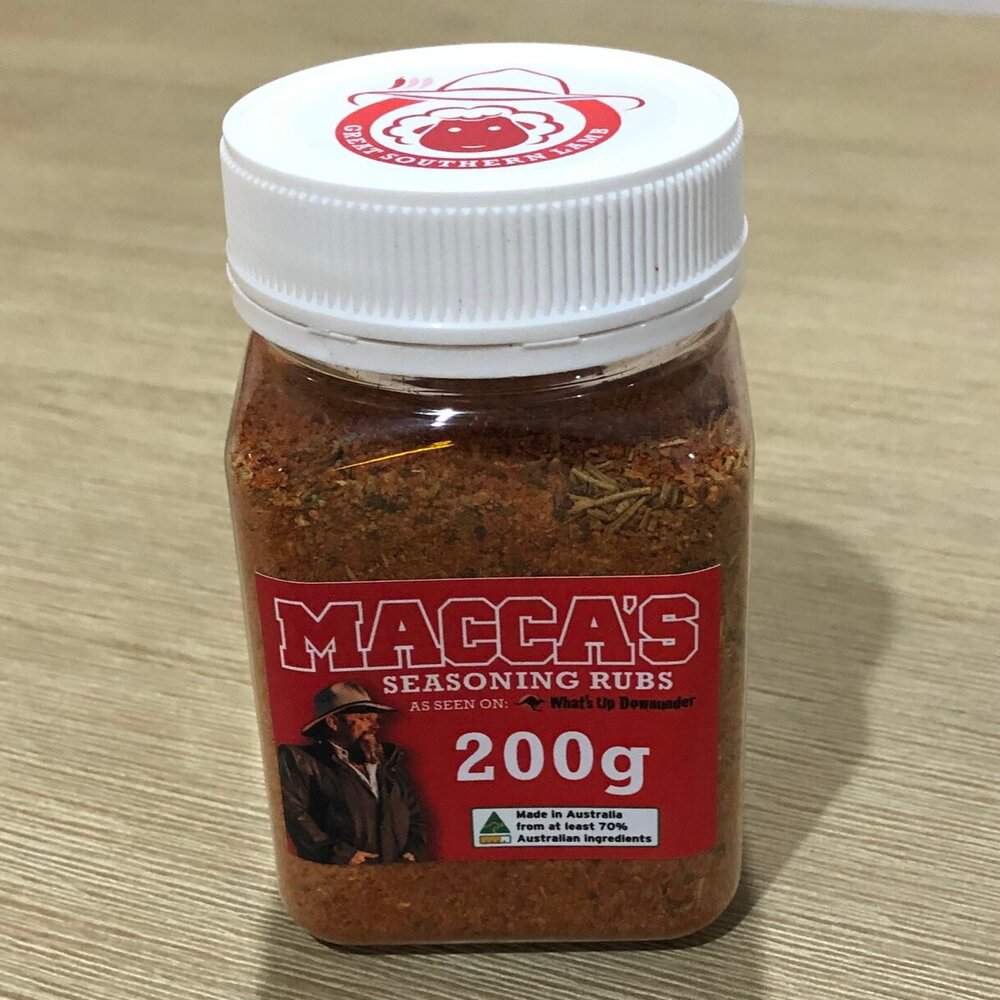 GREAT SOUTHERN LAMB
MACCA'S
SEASONING RUBS
AS SEEN ON: What's Up Downunder
200g
Made in Australia
from at least 70%
Australian ingredients